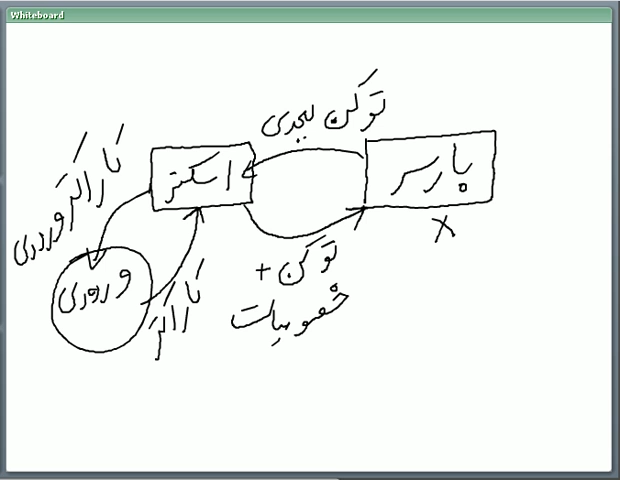 Whiteboard
توکن بعدی
پارسر
اسکنر
کاراکتر ورودی
ورودی
کاراکتر
توکن +
خصوصیات
X